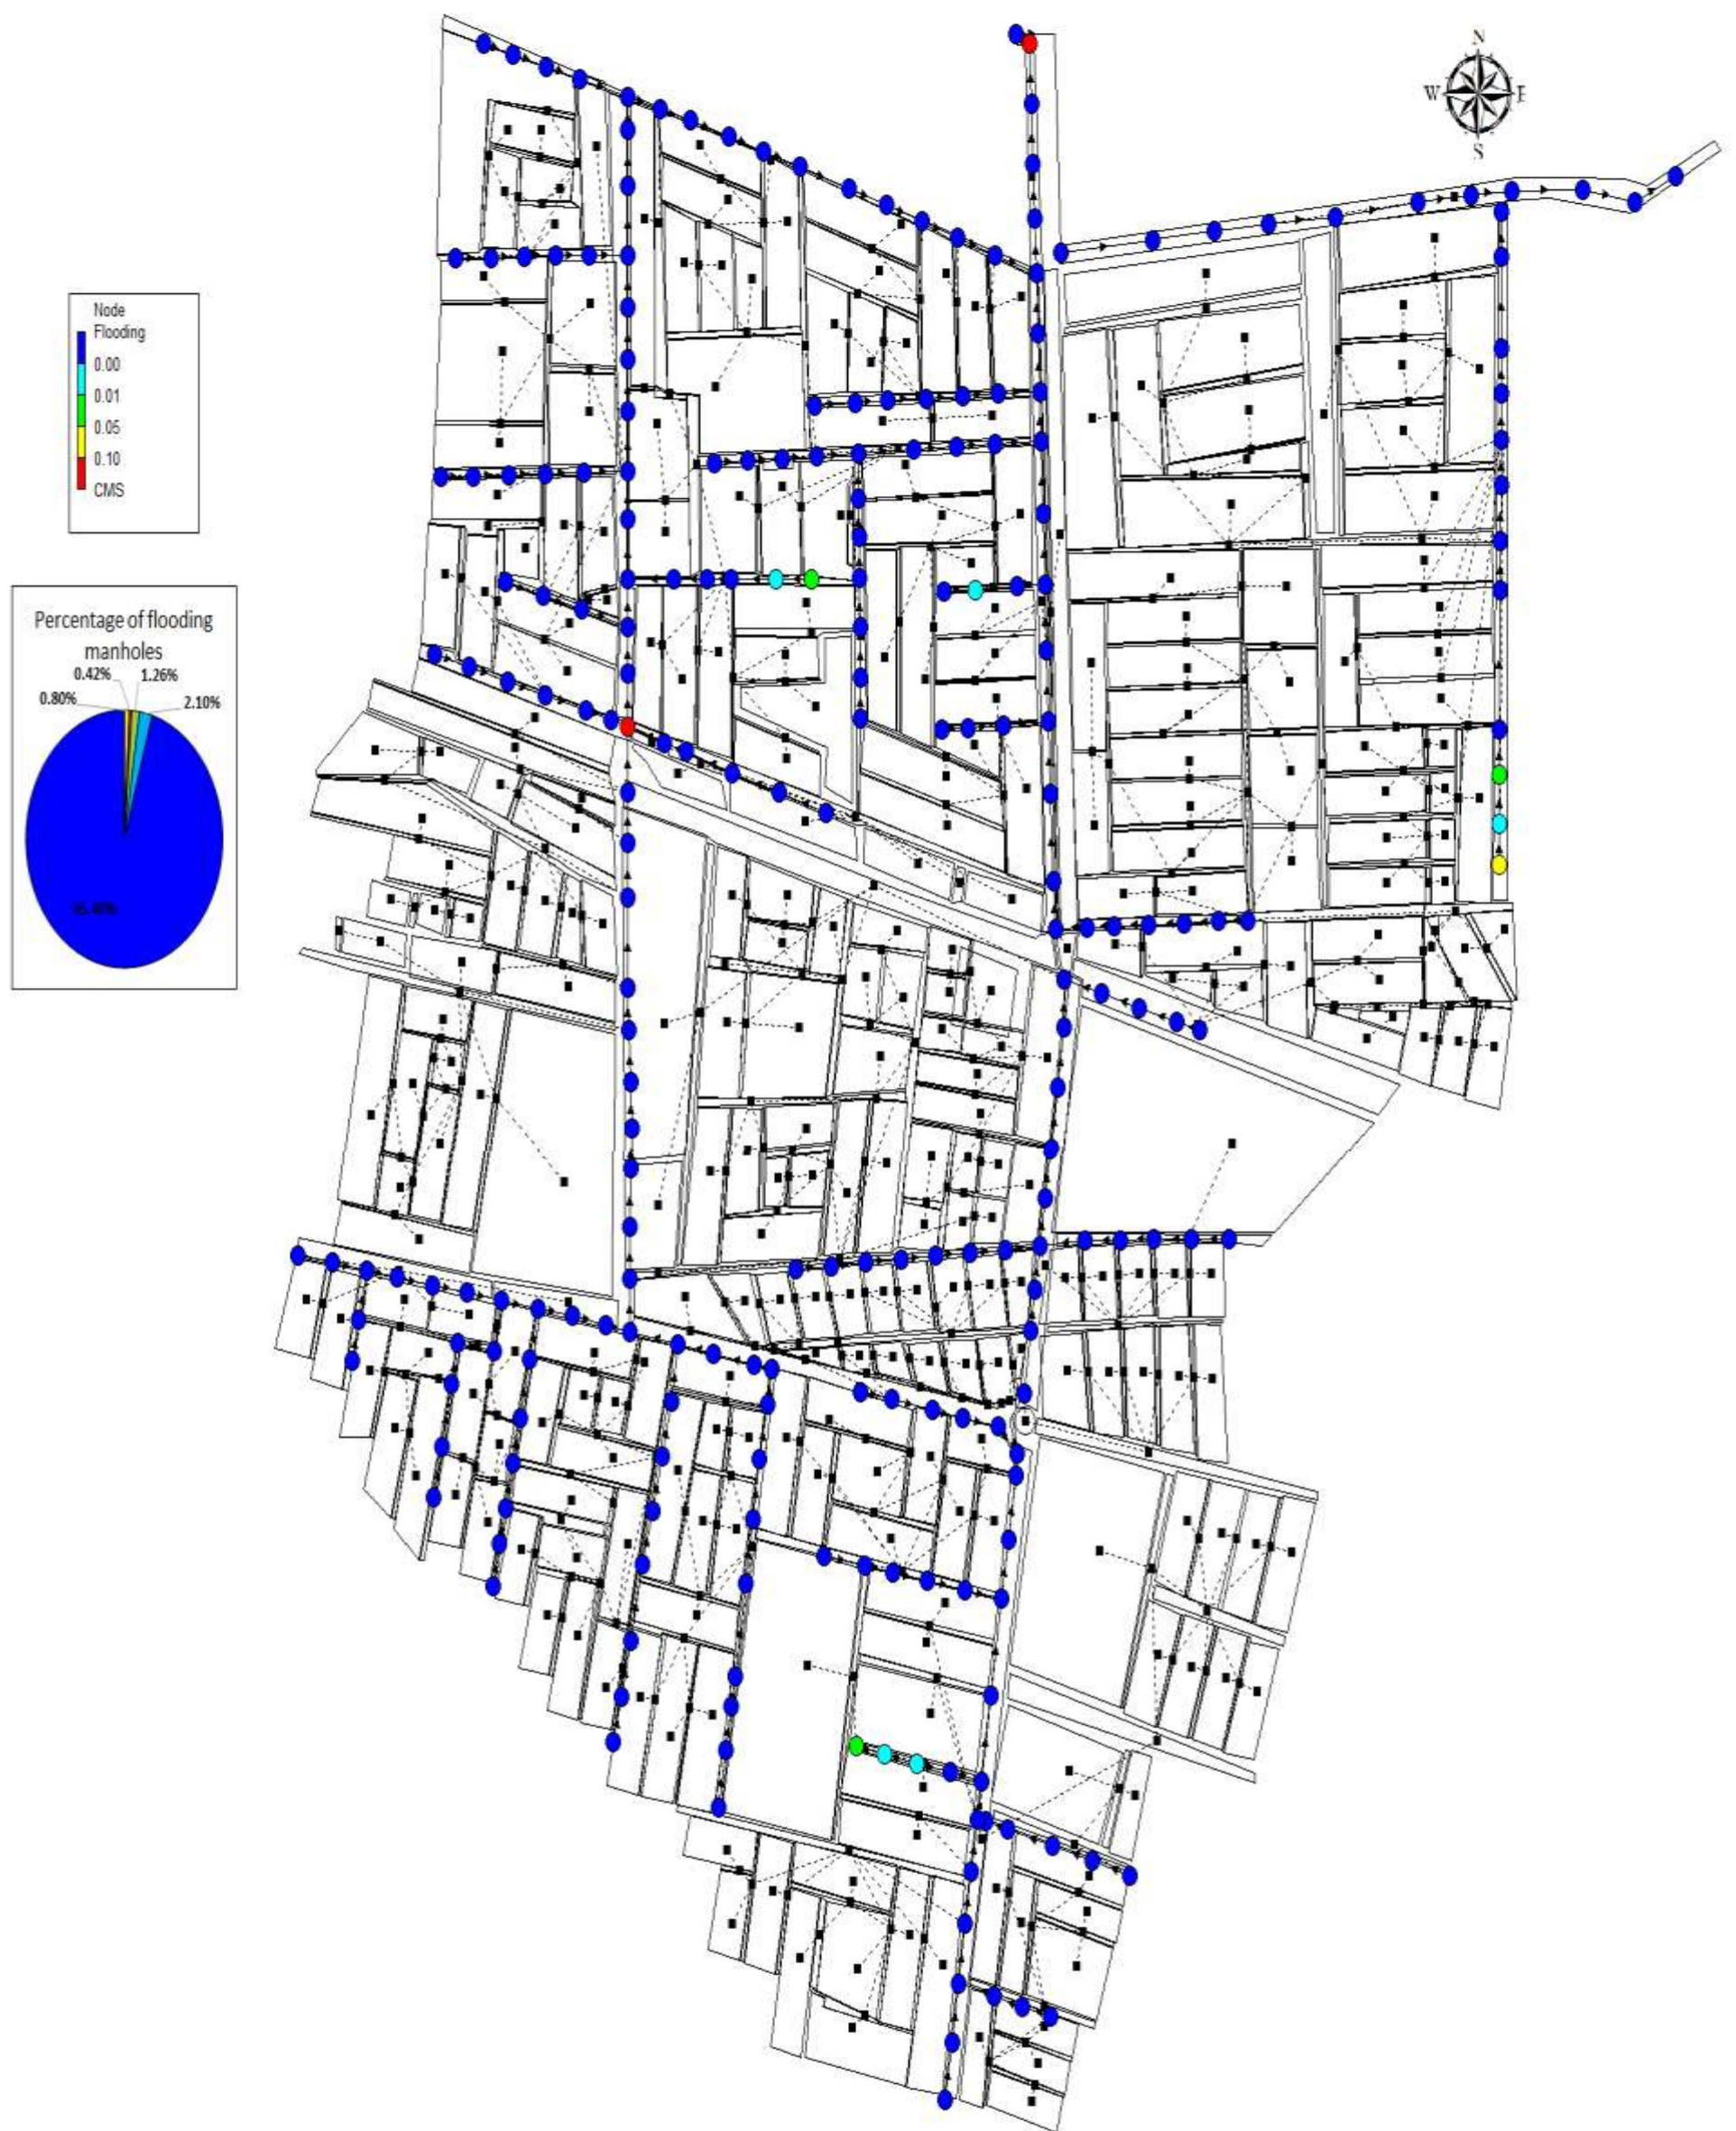 N
W E
S
Node
Flooding
0.00
0.01
0.05
0.10
CMS
Percentage of flooding
manholes
0.42% 1.26%
0.80% 2.10%